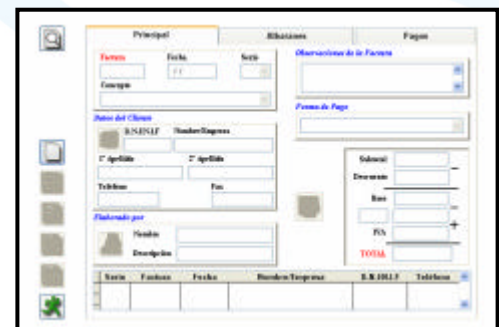 Principal Albaranes Pagos
Factura Fecha Serie
/ /
Concepto
Observaciones de la Factura
Forma de Pago
Datos del Cliente
D.N.I/N.I.F Nombre/Empresa
1º Apellido 2º Apellido
Teléfono Fax
Elaborado por
Nombre
Descripción
Subtotal
Descuento
-
Base
IVA
+
TOTAL
Serie Factura Fecha Nombre/Empresa D.N.I/N.I.F Teléfono